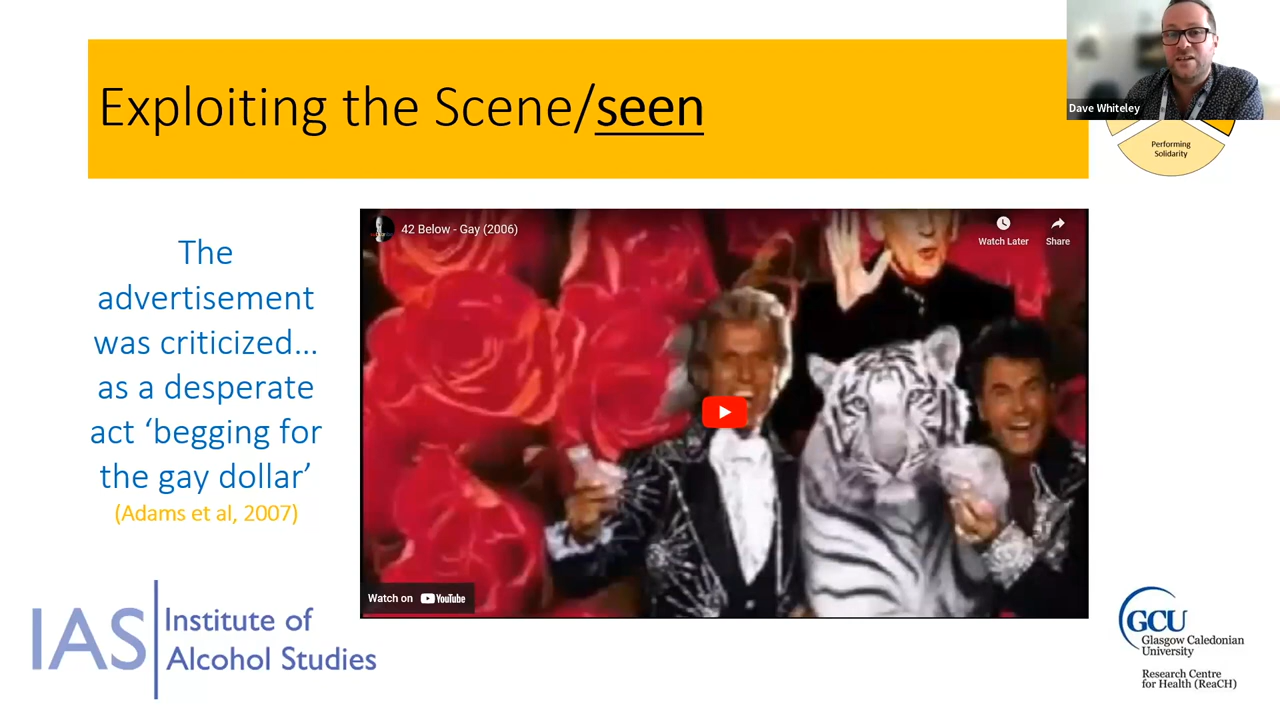 Exploiting the Scene/seen
Dave Whiteley
Performing
Solidarity
The
advertisement
was criticized...
as a desperate
act ‘begging for
the gay dollar’
(Adams et al, 2007)
42 Below - Gay (2006)
Watch Later
Share
Watch on YouTube
IAS Institute of
Alcohol Studies
GCU
Glasgow Caledonian
University
Research Centre
for Health (ReaCH)